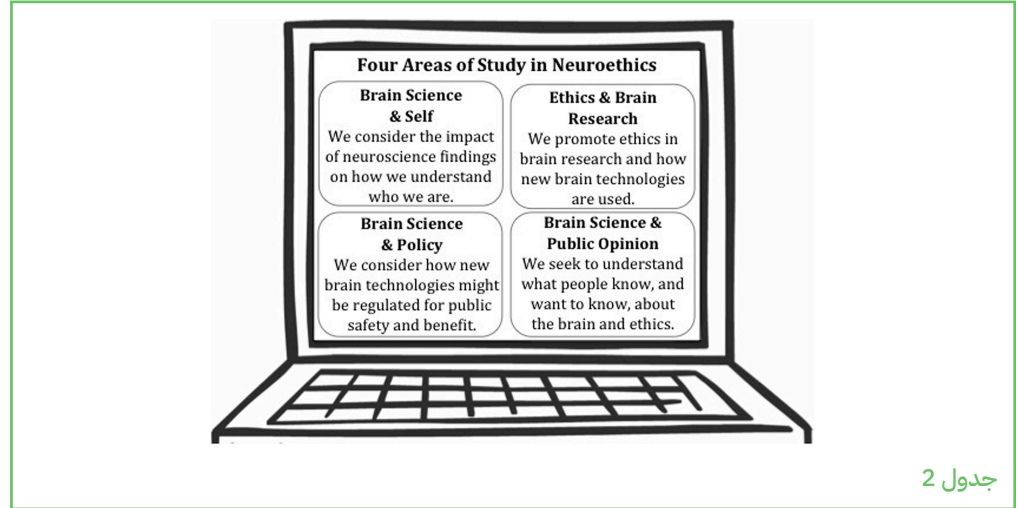 Four Areas of Study in Neuroethics
Brain Science
& Self
We consider the impact
of neuroscience findings
on how we understand
who we are.
Ethics & Brain
Research
We promote ethics in
brain research and how
new brain technologies
are used.
Brain Science
& Policy
We consider how new
brain technologies might
be regulated for public
safety and benefit.
Brain Science &
Public Opinion
We seek to understand
what people know, and
want to know, about
the brain and ethics.
جدول 2